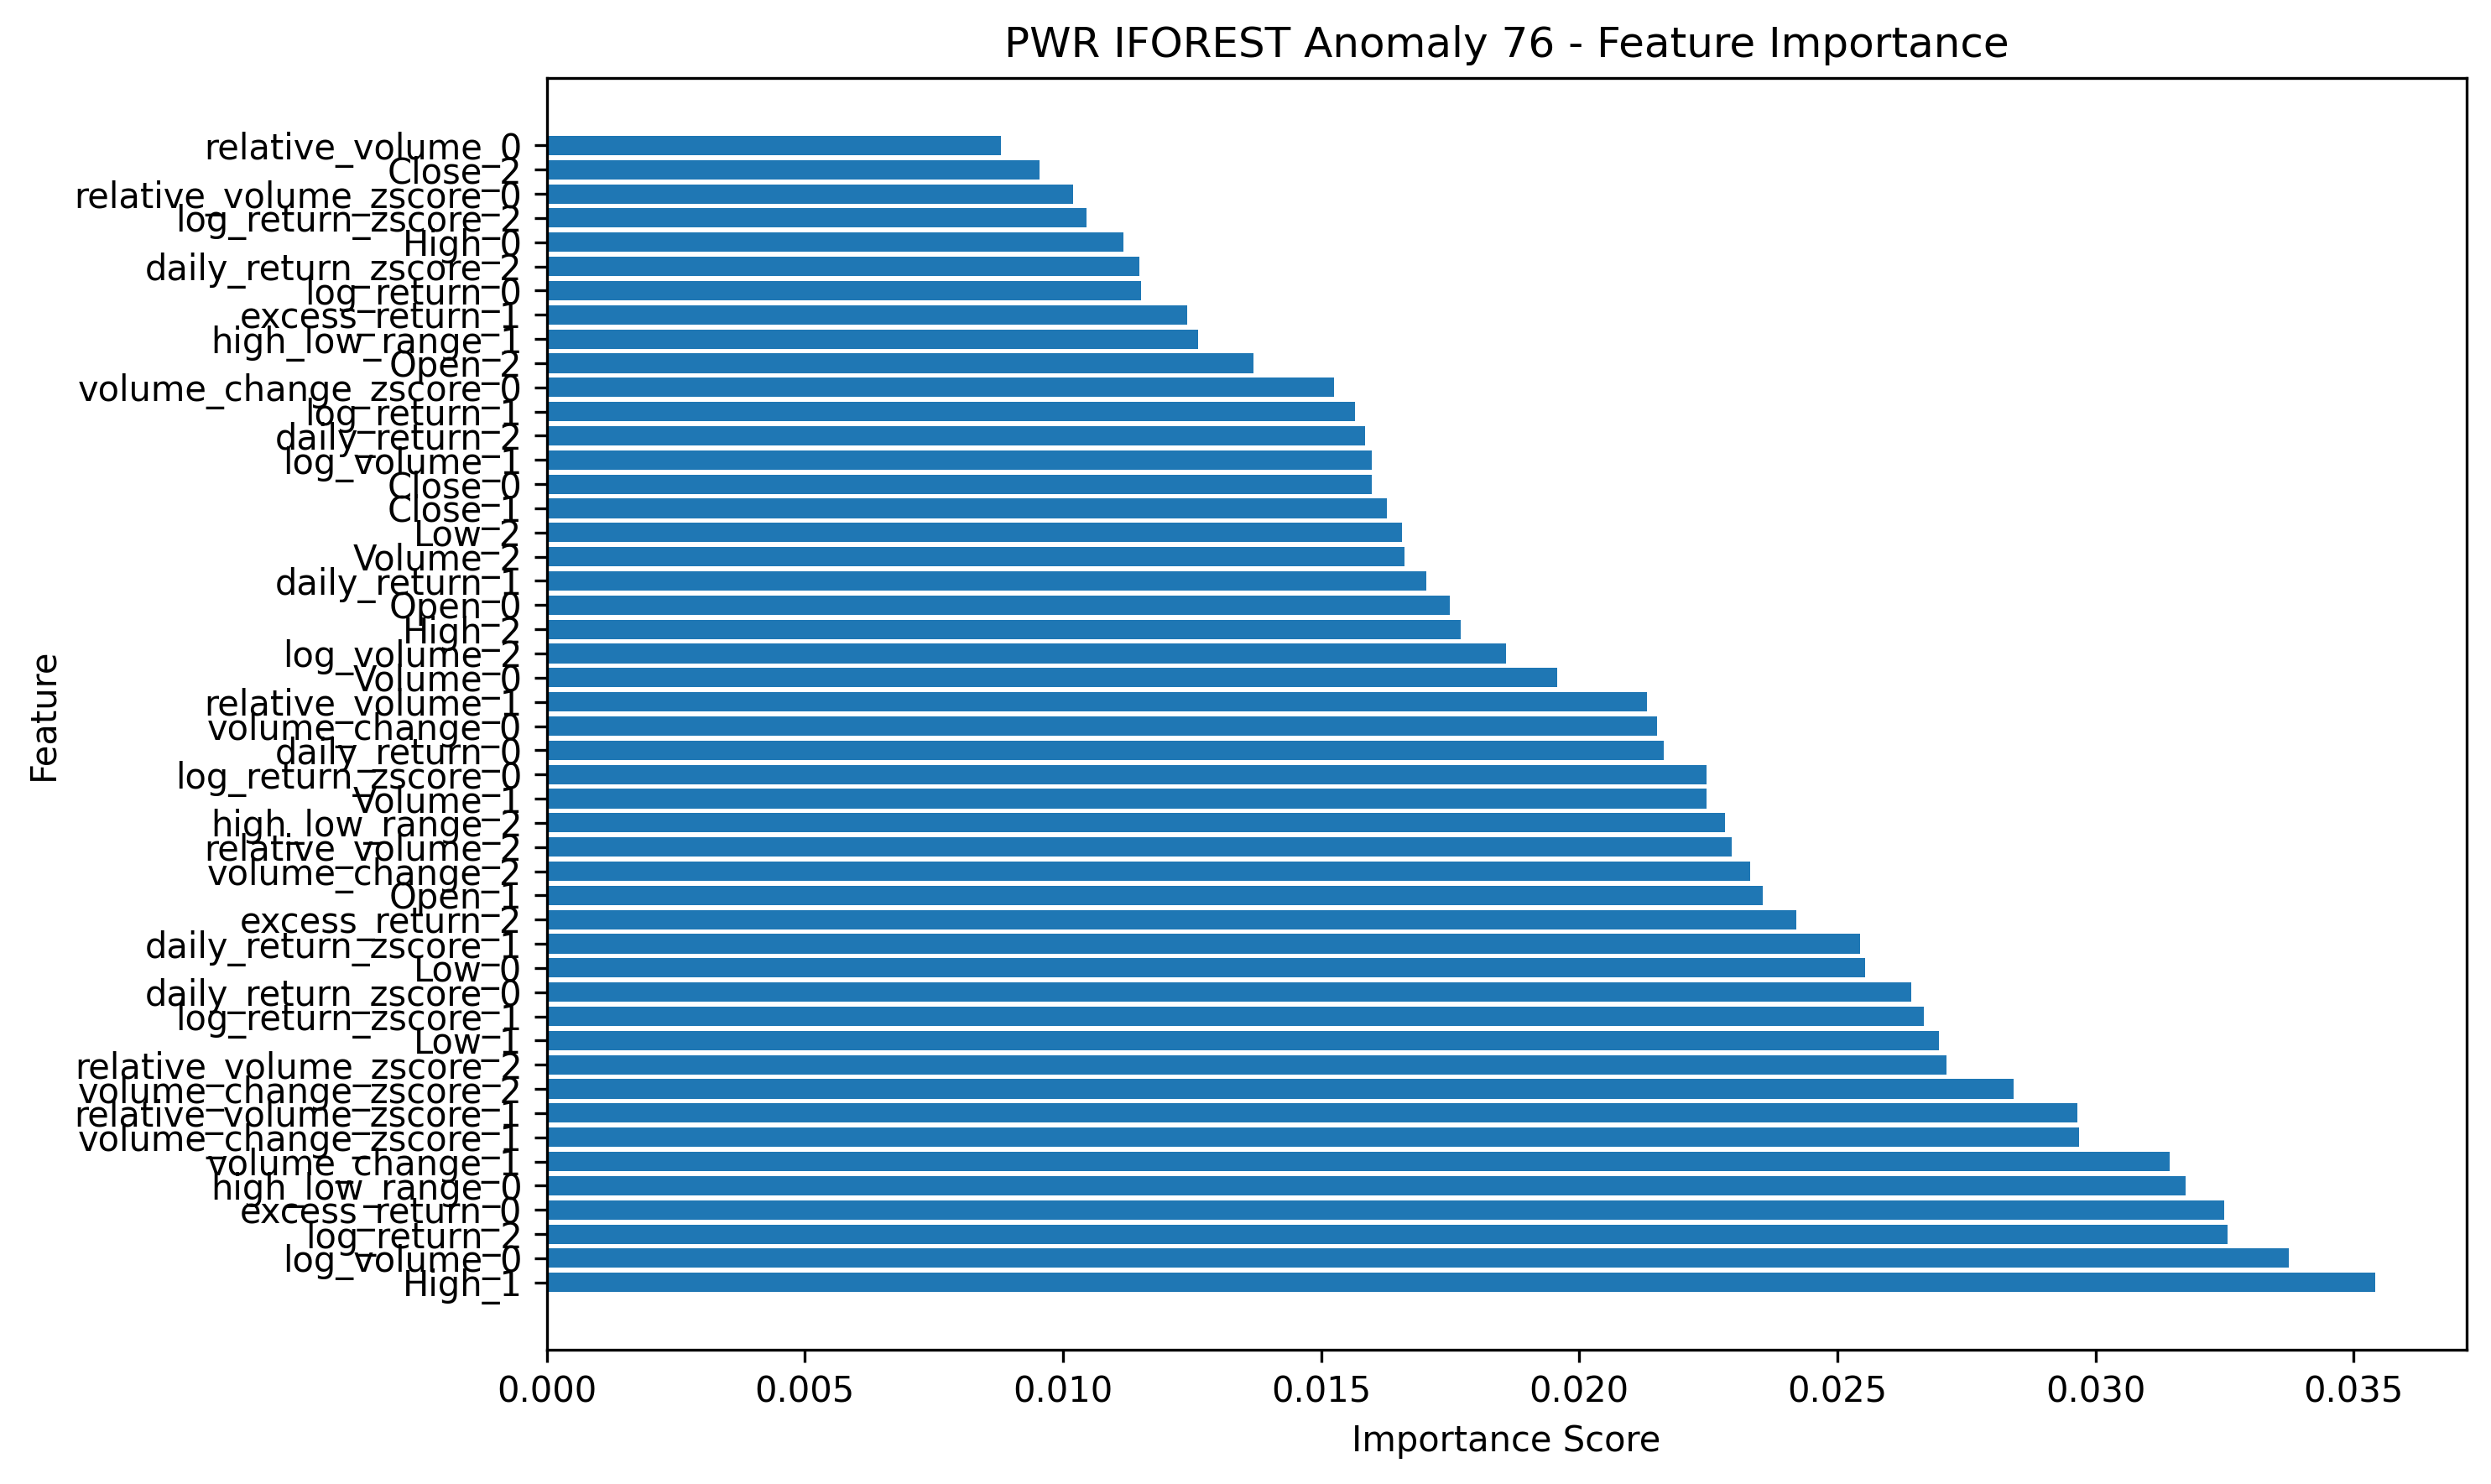 PWR IFOREST Anomaly 76 - Feature Importance
relative_volume_0
Close_2
relative_volume_zscore_0
log_return_zscore_2
High_0
daily_return_zscore_2
log_return_0
excess_return_1
high_low_range_1
Open_2
volume_change_zscore_0
log_return_1
daily_return_2
log_volume_1
Close_0
Close_1
Low_2
Volume_2
daily_return_1
Open_0
High_2
log_volume_2
Volume_0
relative_volume_1
volume_change_0
daily_return_0
log_return_zscore_0
Volume_1
high_low_range_2
relative_volume_2
volume_change_2
Open_1
excess_return_2
daily_return_zscore_1
Low_0
daily_return_zscore_0
log_return_zscore_1
Low_1
relative_volume_zscore_2
volume_change_zscore_2
relative_volume_zscore_1
volume_change_zscore_1
volume_change_1
high_low_range_0
excess_return_0
log_return_2
log_volume_0
High_1
Feature
0.000 0.005 0.010 0.015 0.020 0.025 0.030 0.035
Importance Score